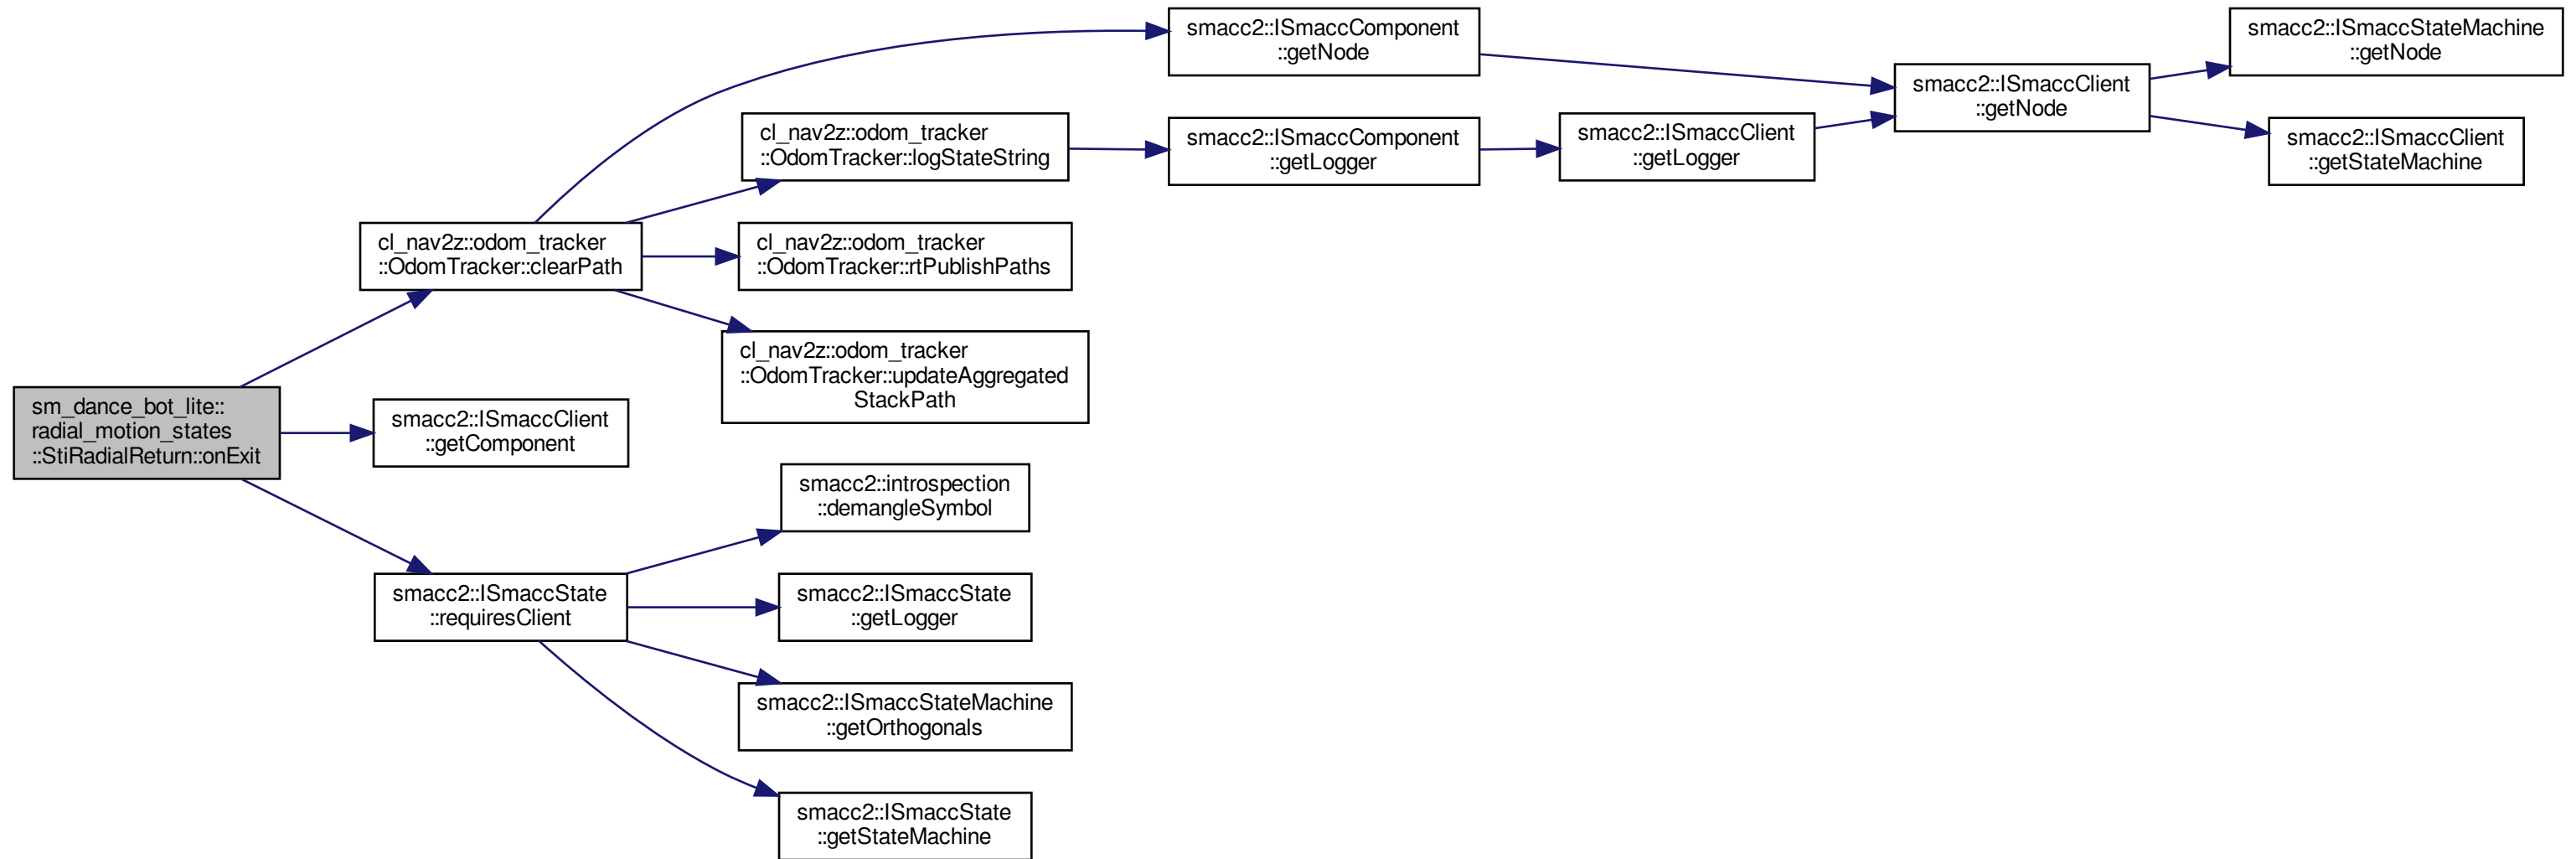 sm_dance_bot_lite::
radial_motion_states
::StiRadialReturn::onExit
cl_nav2z::odom_tracker
::OdomTracker::clearPath
smacc2::ISmaccComponent
::getNode
smacc2::ISmaccClient
::getNode
smacc2::ISmaccStateMachine
::getNode
smacc2::ISmaccClient
::getStateMachine
cl_nav2z::odom_tracker
::OdomTracker::logStateString
smacc2::ISmaccComponent
::getLogger
smacc2::ISmaccClient
::getLogger
cl_nav2z::odom_tracker
::OdomTracker::rtPublishPaths
cl_nav2z::odom_tracker
::OdomTracker::updateAggregated
StackPath
smacc2::ISmaccClient
::getComponent
smacc2::ISmaccState
::requiresClient
smacc2::introspection
::demangleSymbol
smacc2::ISmaccState
::getLogger
smacc2::ISmaccStateMachine
::getOrthogonals
smacc2::ISmaccState
::getStateMachine